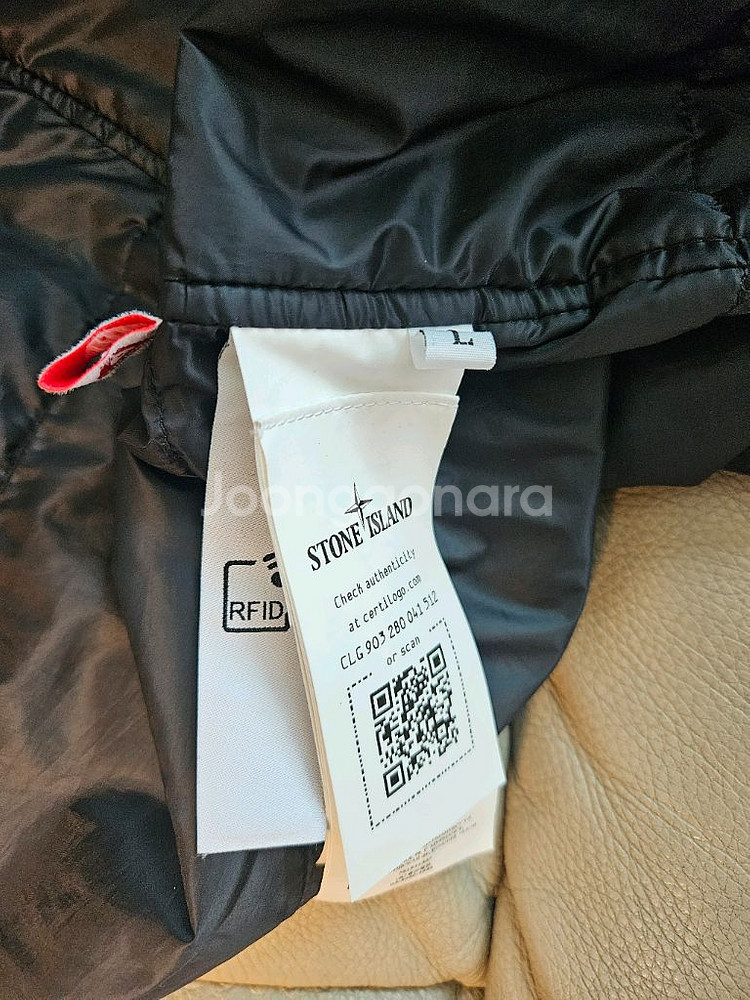 L
Joonggonara
STONE ISLAND
Check authenticity
at certilogo.com
CLG 903 280 041 512
or scan
RFID